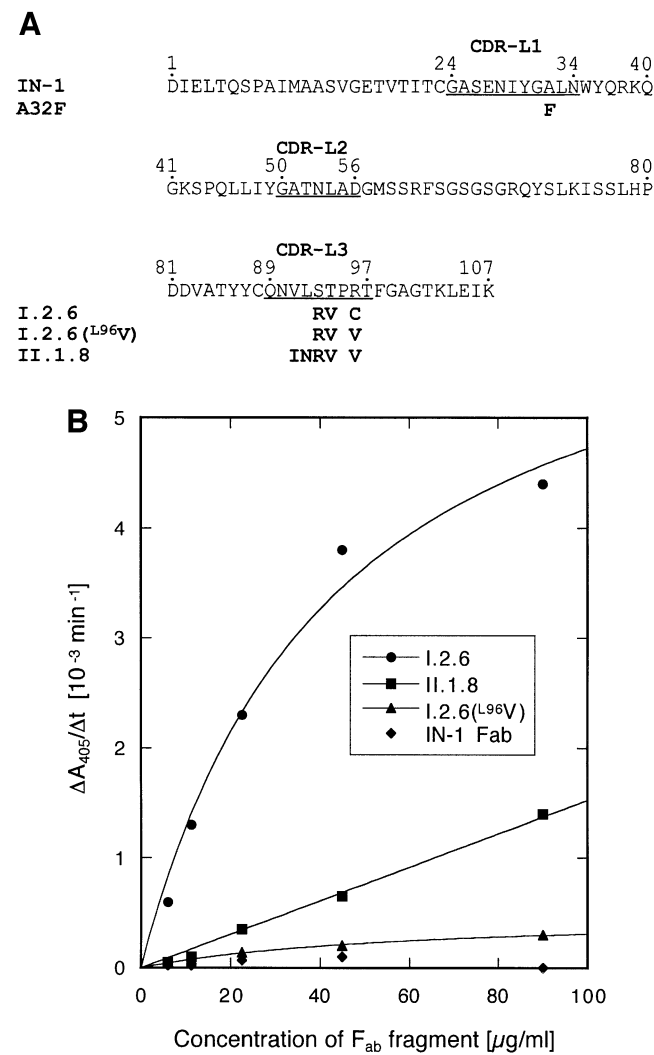 A
CDR-L1
1 24 34 40
IN-1 DIELTQSPAIMAASVGETVTITCGASENIYGALNWYQRKQ
A32F F
CDR-L2
41 50 56 80
GKSPQLLIYGATNLADGMSSRFSGSGSGRQYSLKISSLHP
CDR-L3
81 89 97 107
DDVATYYCQNVLSTPRTFGAGTKLEIK
I.2.6 RV C
I.2.6(L96V) RV V
II.1.8 INRV V
B
5
4
3
2
1
0
ΔA405/Δt [10-3 min-1]
I.2.6
II.1.8
I.2.6(L96V)
IN-1 Fab
0 20 40 60 80 100
Concentration of Fab fragment [µg/ml]